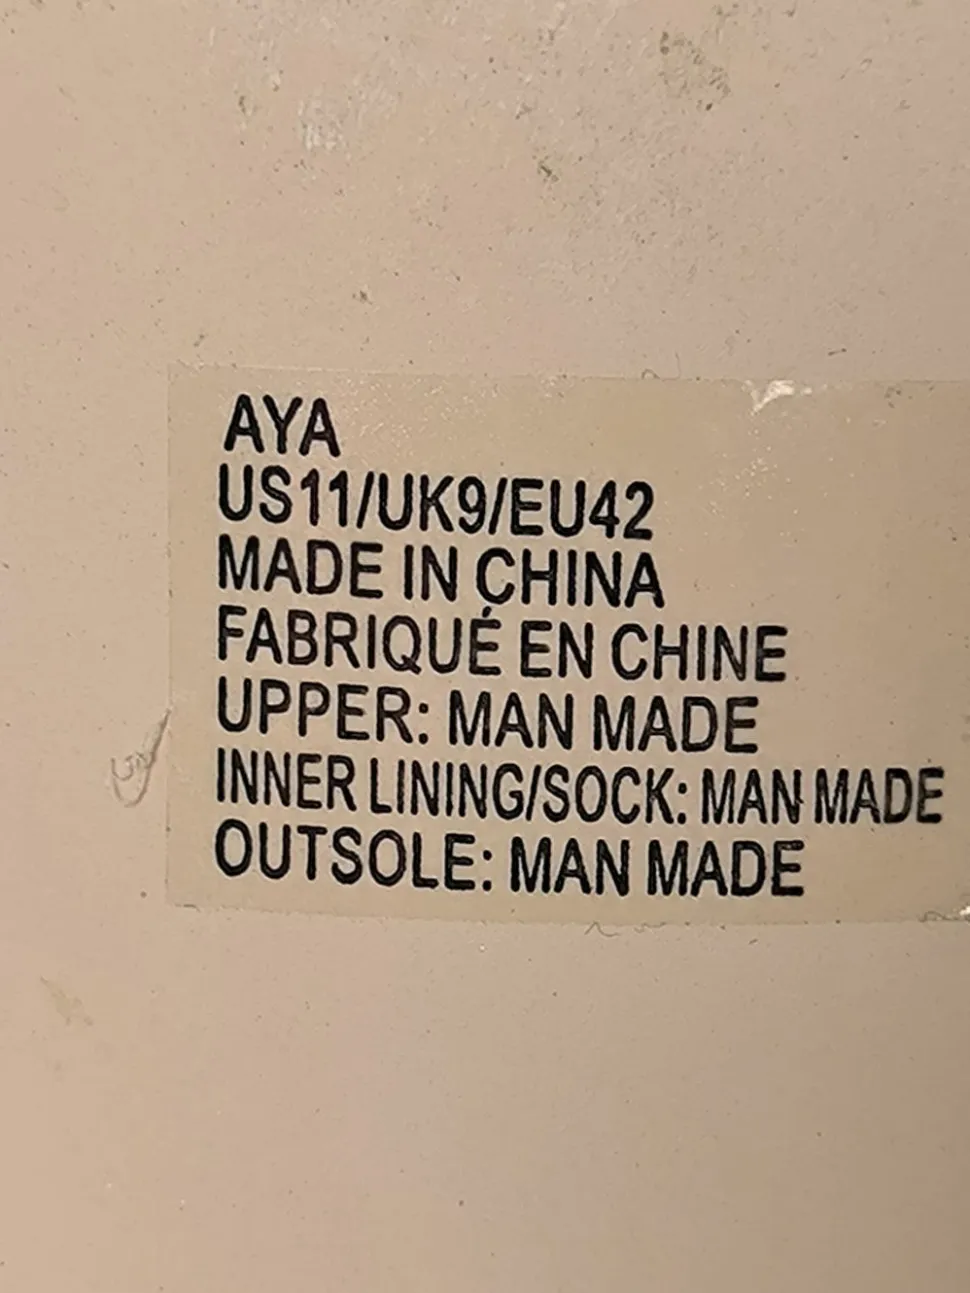 AYA
US11/UK9/EU42
MADE IN CHINA
FABRIQUÉ EN CHINE
UPPER: MAN MADE
INNER LINING/SOCK: MAN MADE
OUTSOLE: MAN MADE